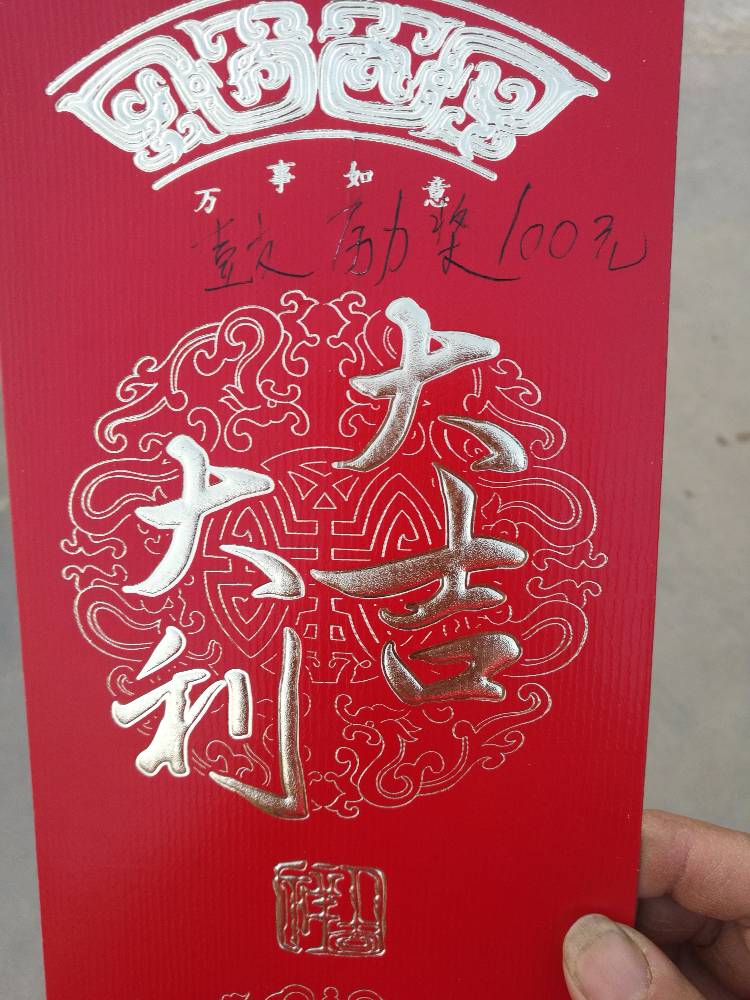 万事如意
鼓励奖100元
大吉
大利